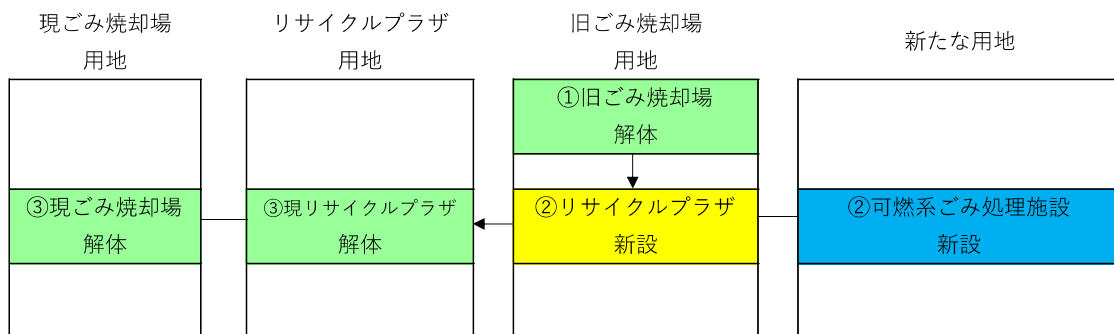 現ごみ焼却場
用地
リサイクルプラザ
用地
旧ごみ焼却場
用地
新たな用地
①旧ごみ焼却場
解体
③現ごみ焼却場
解体
③現リサイクルプラザ
解体
②リサイクルプラザ
新設
②可燃系ごみ処理施設
新設